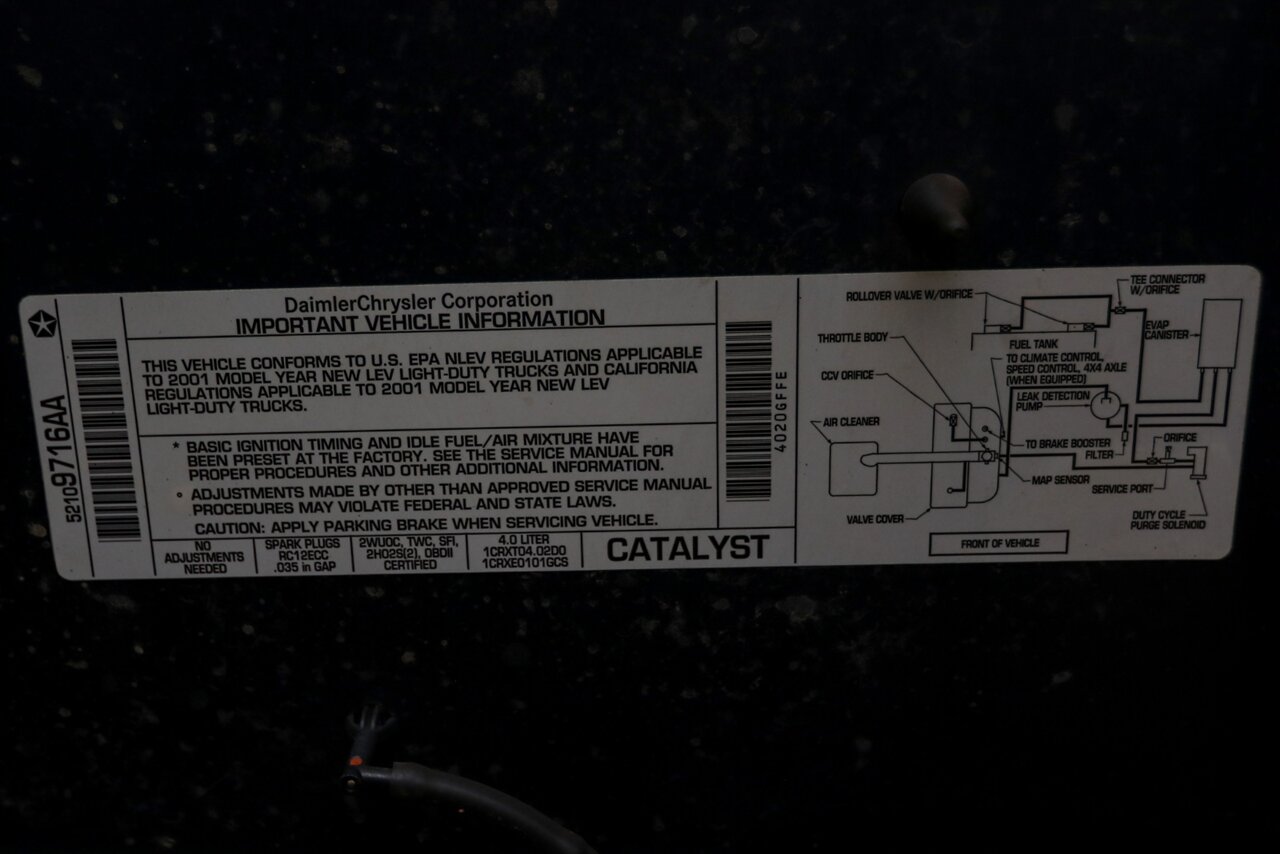 52109716AA
DaimlerChrysler Corporation
IMPORTANT VEHICLE INFORMATION
THIS VEHICLE CONFORMS TO U.S. EPA NLEV REGULATIONS APPLICABLE
TO 2001 MODEL YEAR NEW LEV LIGHT-DUTY TRUCKS AND CALIFORNIA
REGULATIONS APPLICABLE TO 2001 MODEL YEAR NEW LEV
LIGHT-DUTY TRUCKS.
* BASIC IGNITION TIMING AND IDLE FUEL/AIR MIXTURE HAVE
BEEN PRESET AT THE FACTORY. SEE THE SERVICE MANUAL FOR
PROPER PROCEDURES AND OTHER ADDITIONAL INFORMATION.
° ADJUSTMENTS MADE BY OTHER THAN APPROVED SERVICE MANUAL
PROCEDURES MAY VIOLATE FEDERAL AND STATE LAWS.
CAUTION: APPLY PARKING BRAKE WHEN SERVICING VEHICLE.
NO
ADJUSTMENTS
NEEDED
SPARK PLUGS
RC12ECC
.035 in GAP
2WUOC, TWC, SFI,
2HO2S(2), OBDII
CERTIFIED
4.0 LITER
1CRXT04.02D0
1CRXE0101GCS
CATALYST
4020GFFE
ROLLOVER VALVE W/ORIFICE
TEE CONNECTOR
W/ORIFICE
THROTTLE BODY
FUEL TANK
EVAP
CANISTER
TO CLIMATE CONTROL,
SPEED CONTROL, 4X4 AXLE
(WHEN EQUIPPED)
CCV ORIFICE
LEAK DETECTION
PUMP
AIR CLEANER
TO BRAKE BOOSTER
FILTER
ORIFICE
MAP SENSOR
SERVICE PORT
VALVE COVER
DUTY CYCLE
PURGE SOLENOID
FRONT OF VEHICLE